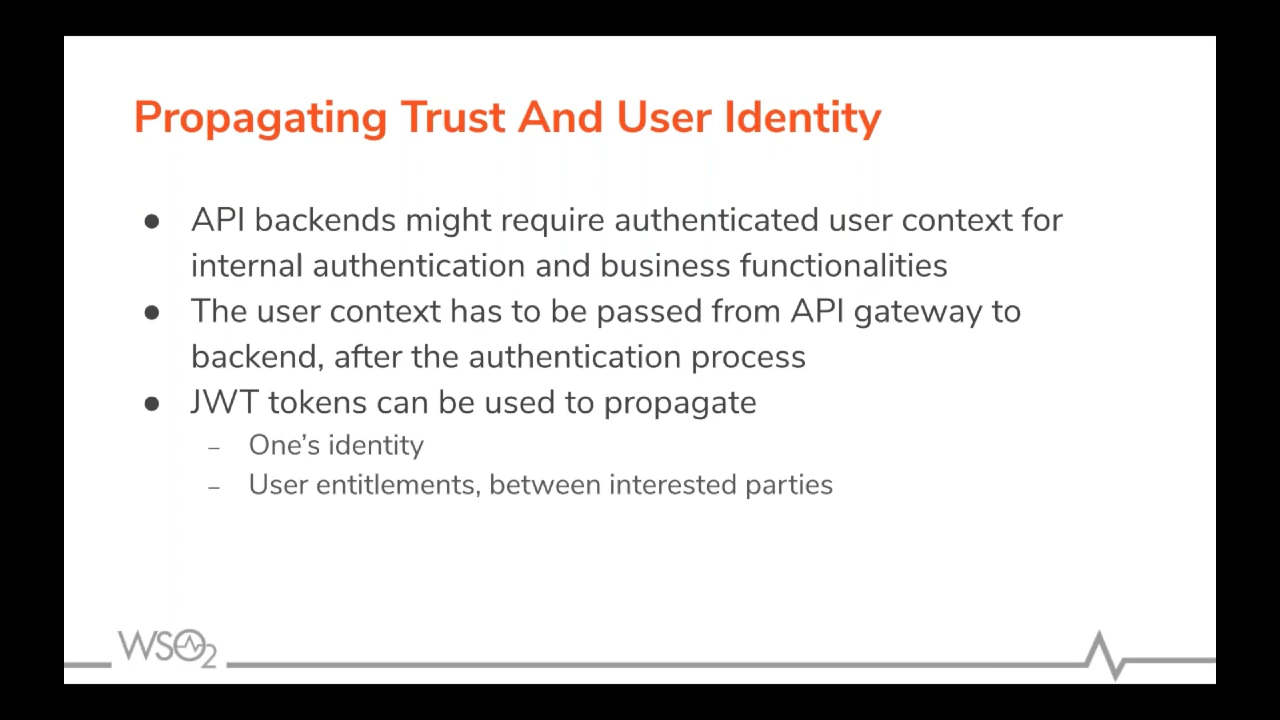 Propagating Trust And User Identity
● API backends might require authenticated user context for
internal authentication and business functionalities
● The user context has to be passed from API gateway to
backend, after the authentication process
● JWT tokens can be used to propagate
– One’s identity
– User entitlements, between interested parties
WSO2